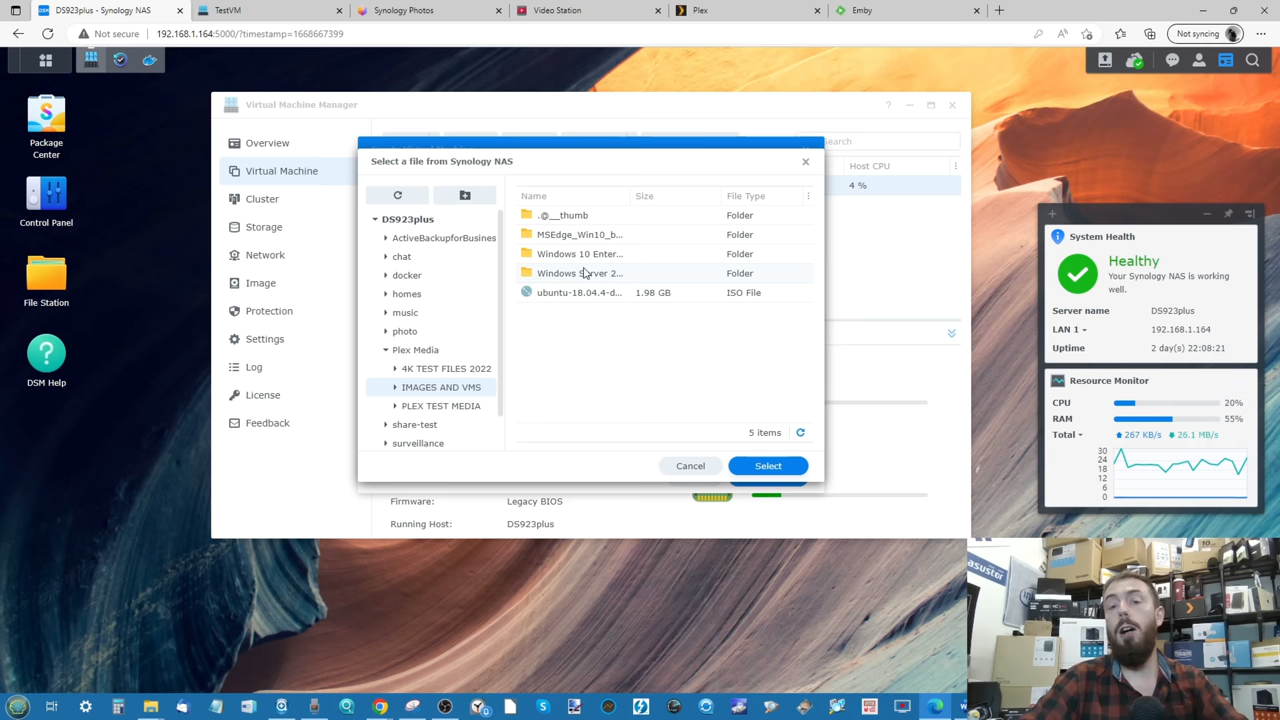 DS923plus - Synology NAS
TestVM
Synology Photos
Video Station
Plex
Emby
Not secure
192.168.1.164:5000/?timestamp=1668667399
Not syncing
Package
Center
Control Panel
File Station
DSM Help
Virtual Machine Manager
Overview
Virtual Machine
Cluster
Storage
Network
Image
Protection
Settings
Log
License
Feedback
Search
Host CPU
4 %
Select a file from Synology NAS
DS923plus
ActiveBackupforBusines
chat
docker
homes
music
photo
Plex Media
4K TEST FILES 2022
IMAGES AND VMS
PLEX TEST MEDIA
share-test
surveillance
Name Size File Type
.@__thumb Folder
MSEdge_Win10_b... Folder
Windows 10 Enter... Folder
Windows Server 2... Folder
ubuntu-18.04.4-d... 1.98 GB ISO File
5 items
Cancel
Select
Firmware: Legacy BIOS
Running Host: DS923plus
System Health
Healthy
Your Synology NAS is working
well.
Server name DS923plus
LAN 1 192.168.1.164
Uptime 2 day(s) 22:08:21
Resource Monitor
CPU 20%
RAM 55%
Total 267 KB/s 26.1 MB/s
30
24
18
12
6
0
asustor